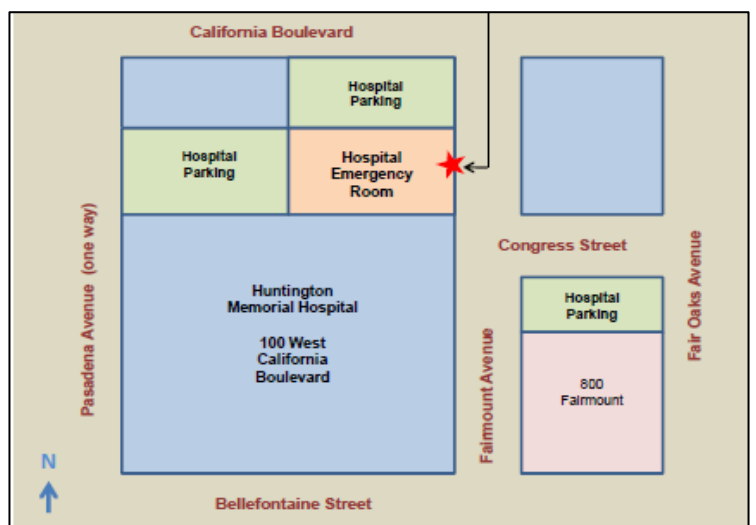 California Boulevard
Hospital
Parking
Hospital
Parking
Hospital
Emergency
Room
Congress Street
Pasadena Avenue (one way)
Huntington
Memorial Hospital
100 West
California
Boulevard
Fairmount Avenue
Hospital
Parking
800
Fairmount
Fair Oaks Avenue
N
Bellefontaine Street